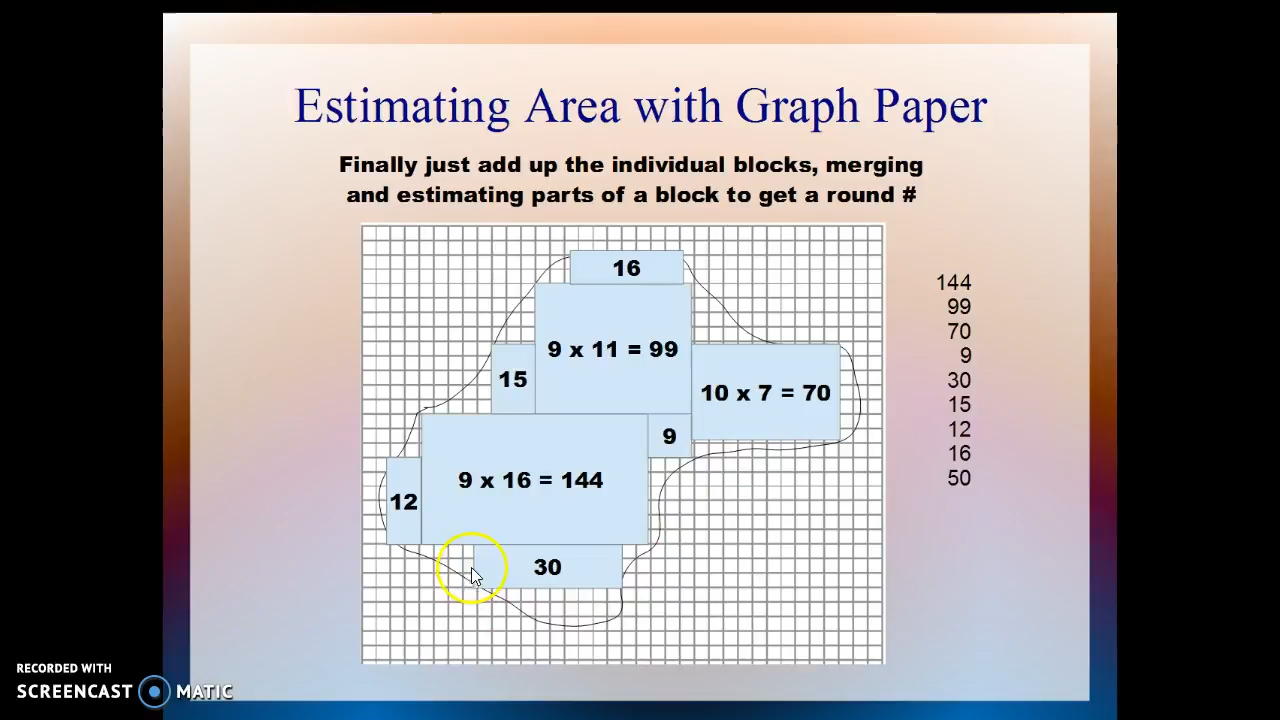 Estimating Area with Graph Paper
Finally just add up the individual blocks, merging
and estimating parts of a block to get a round #
16
9 x 11 = 99
15
10 x 7 = 70
9
9 x 16 = 144
12
30
144
99
70
9
30
15
12
16
50
RECORDED WITH
SCREENCAST MATIC